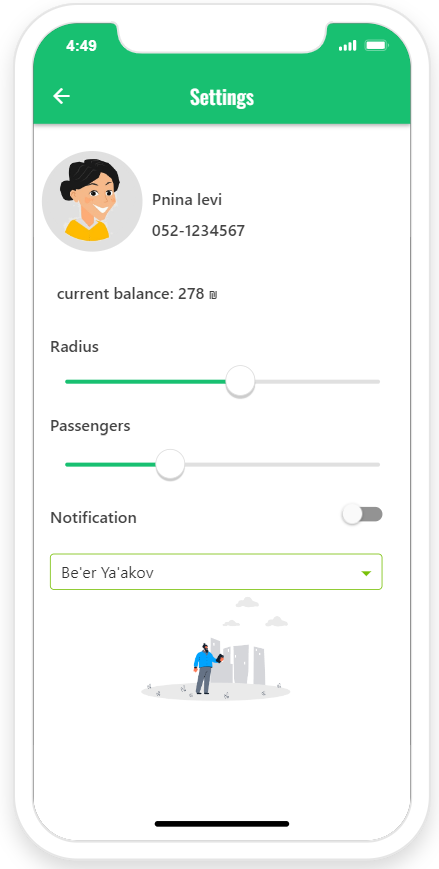 4:49
Settings
Pnina levi
052-1234567
current balance: 278 ₪
Radius
Passengers
Notification
Be'er Ya'akov